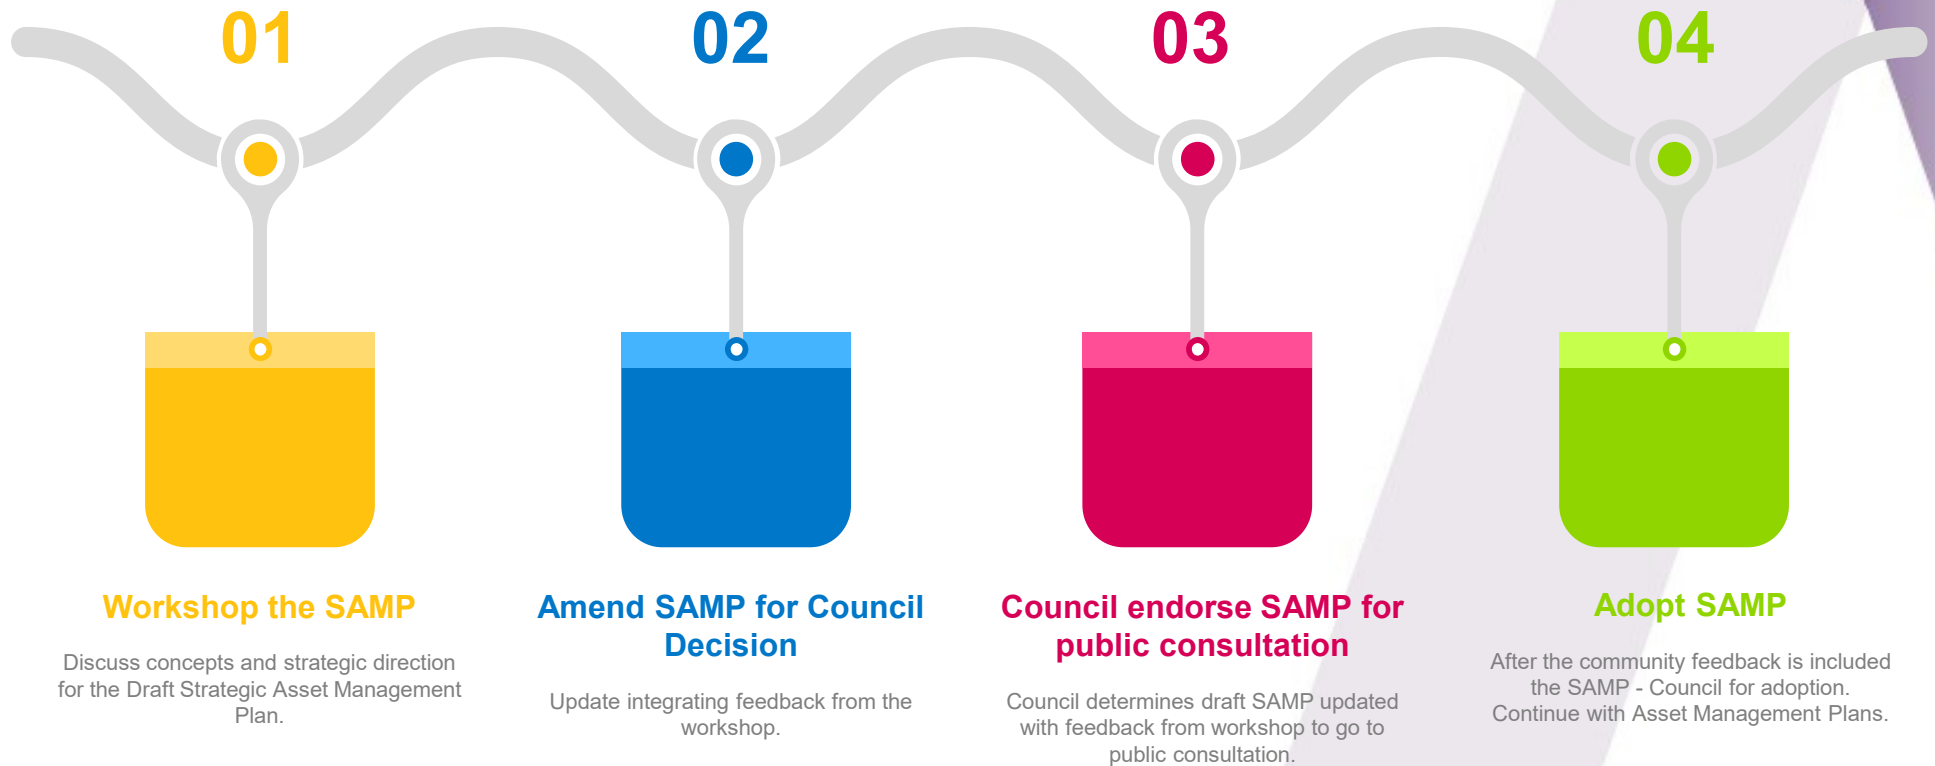 01
Workshop the SAMP
Discuss concepts and strategic direction
for the Draft Strategic Asset Management
Plan.
02
Amend SAMP for Council
Decision
Update integrating feedback from the
workshop.
03
Council endorse SAMP for
public consultation
Council determines draft SAMP updated
with feedback from workshop to go to
public consultation.
04
Adopt SAMP
After the community feedback is included
the SAMP - Council for adoption.
Continue with Asset Management Plans.